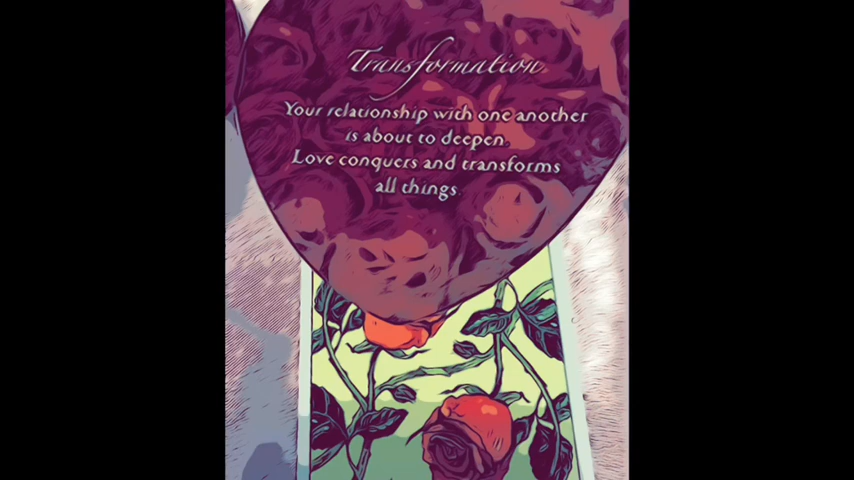 Transformation
Your relationship with one another
is about to deepen.
Love conquers and transforms
all things.